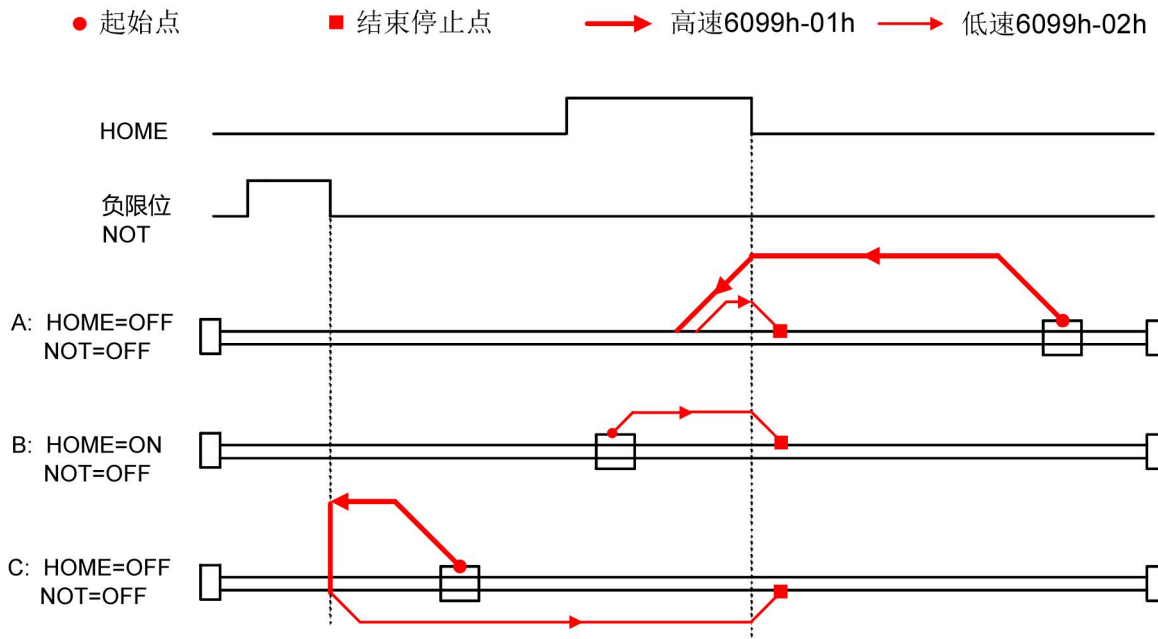 起始点
结束停止点
高速6099h-01h
低速6099h-02h
HOME
负限位
NOT
A: HOME=OFF
NOT=OFF
B: HOME=ON
NOT=OFF
C: HOME=OFF
NOT=OFF